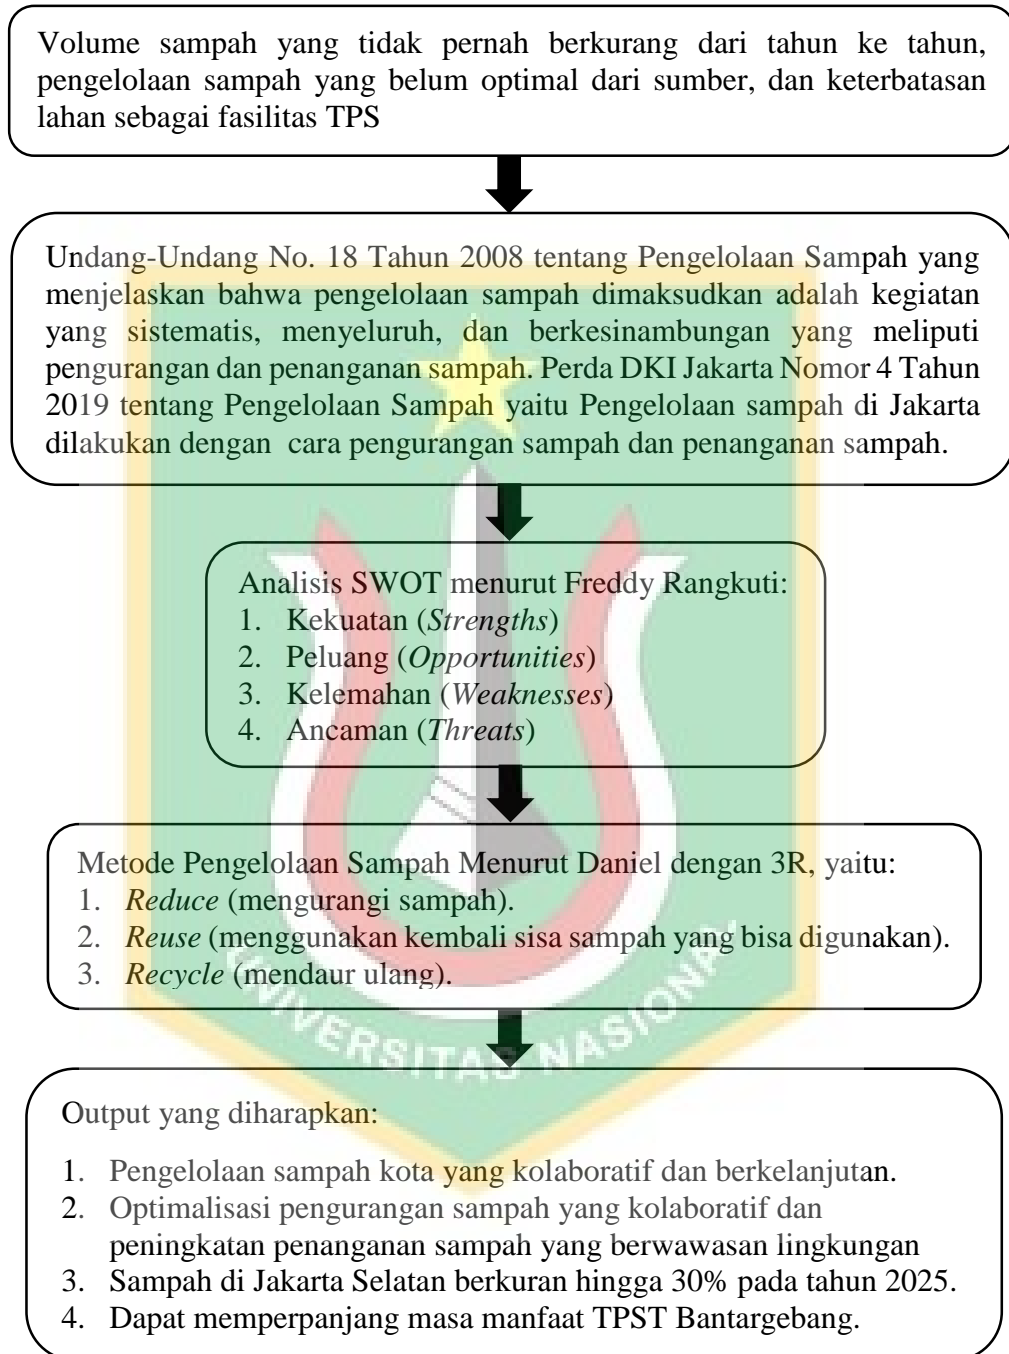 Volume sampah yang tidak pernah berkurang dari tahun ke tahun,
pengelolaan sampah yang belum optimal dari sumber, dan keterbatasan
lahan sebagai fasilitas TPS
Undang-Undang No. 18 Tahun 2008 tentang Pengelolaan Sampah yang
menjelaskan bahwa pengelolaan sampah dimaksudkan adalah kegiatan
yang sistematis, menyeluruh, dan berkesinambungan yang meliputi
pengurangan dan penanganan sampah. Perda DKI Jakarta Nomor 4 Tahun
2019 tentang Pengelolaan Sampah yaitu Pengelolaan sampah di Jakarta
dilakukan dengan cara pengurangan sampah dan penanganan sampah.
Analisis SWOT menurut Freddy Rangkuti:
1. Kekuatan (Strengths)
2. Peluang (Opportunities)
3. Kelemahan (Weaknesses)
4. Ancaman (Threats)
Metode Pengelolaan Sampah Menurut Daniel dengan 3R, yaitu:
1. Reduce (mengurangi sampah).
2. Reuse (menggunakan kembali sisa sampah yang bisa digunakan).
3. Recycle (mendaur ulang).
UNIVERSITAS NASIONAL
Output yang diharapkan:
1. Pengelolaan sampah kota yang kolaboratif dan berkelanjutan.
2. Optimalisasi pengurangan sampah yang kolaboratif dan
peningkatan penanganan sampah yang berwawasan lingkungan
3. Sampah di Jakarta Selatan berkuran hingga 30% pada tahun 2025.
4. Dapat memperpanjang masa manfaat TPST Bantargebang.